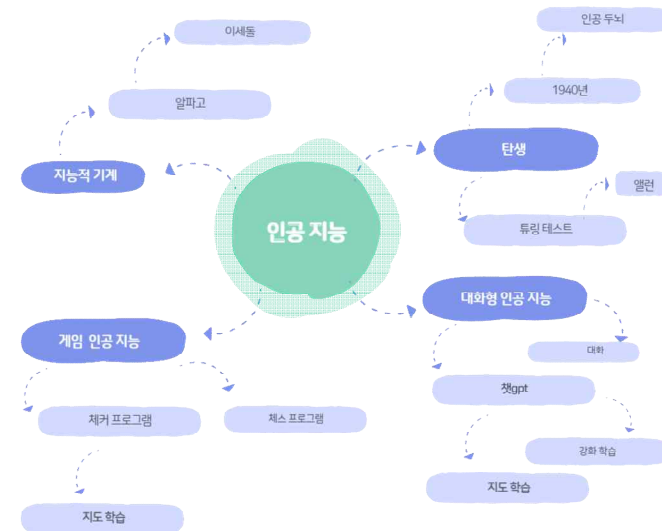 이세돌
알파고
지능적 기계
인공 두뇌
1940년
탄생
앨런
튜링 테스트
인공 지능
게임 인공 지능
체커 프로그램
체스 프로그램
지도 학습
대화형 인공 지능
대화
챗gpt
강화 학습
지도 학습